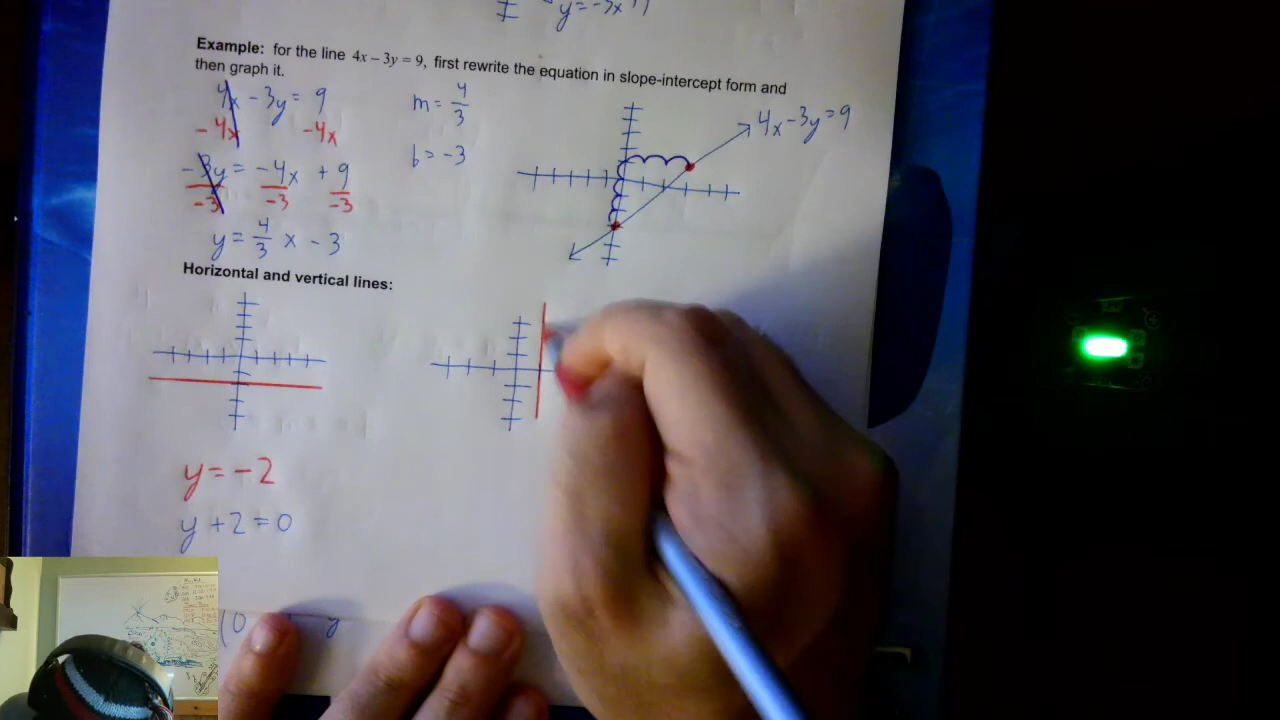 y=-3x+1
Example: for the line 4x – 3y = 9, first rewrite the equation in slope-intercept form and
then graph it.
4x - 3y = 9
-4x -4x
-3y = -4x + 9
-3 -3 -3
y = 4/3 x - 3
m = 4/3
b = -3
4x-3y=9
Horizontal and vertical lines:
y = -2
y + 2 = 0
y